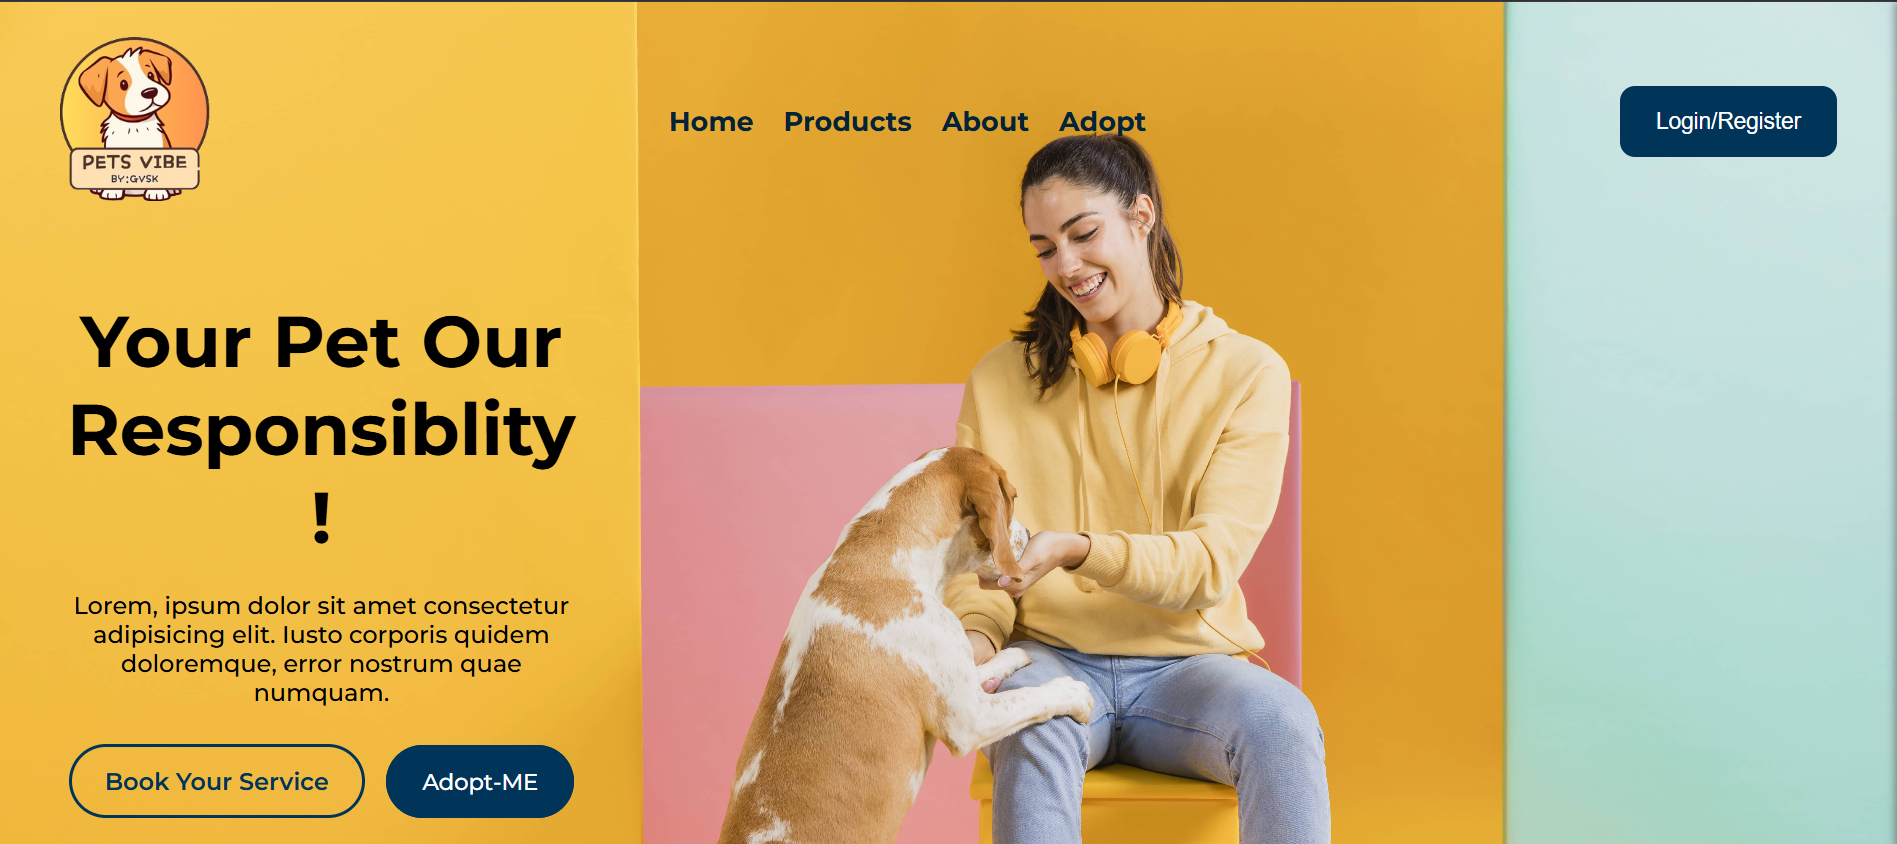 PETS VIBE
BY:GVSK
Home Products About Adopt
Login/Register
Your Pet Our
Responsiblity
!
Lorem, ipsum dolor sit amet consectetur
adipisicing elit. Iusto corporis quidem
doloremque, error nostrum quae
numquam.
Book Your Service
Adopt-ME